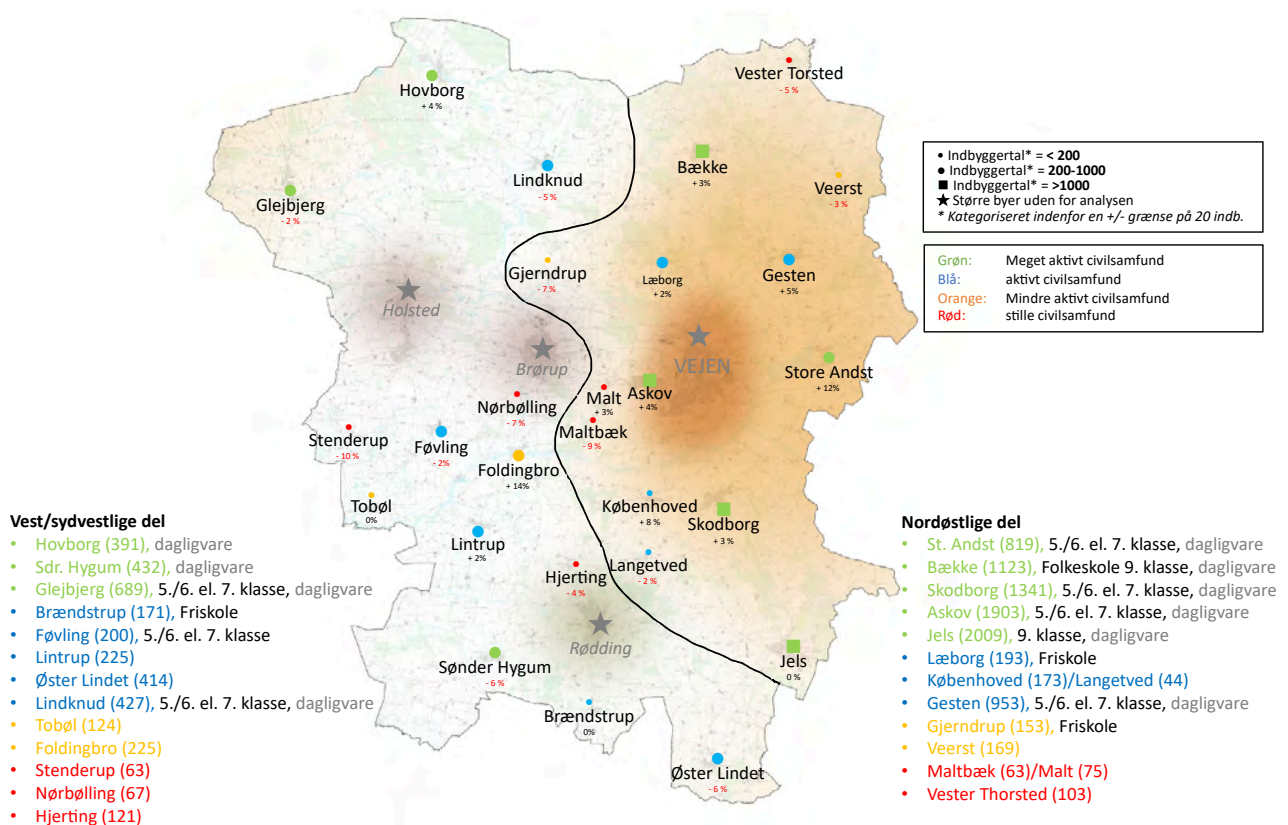 Hovborg
+ 4 %
Vester Torsted
- 5 %
Lindknud
- 5 %
Bække
+ 3%
Veerst
- 3 %
Glejbjerg
- 2 %
Gjerndrup
- 7 %
Læborg
+ 2%
Gesten
+ 5%
Holsted
Brørup
VEJEN
Store Andst
+ 12%
Nørbølling
- 7 %
Malt
+ 3%
Askov
+ 4%
Maltbæk
- 9 %
Stenderup
- 10 %
Føvling
- 2%
Foldingbro
+ 14%
Tobøl
0%
Københoved
+ 8 %
Skodborg
+ 3 %
Lintrup
+ 2%
Langetved
- 2 %
Hjerting
- 4 %
Rødding
Sønder Hygum
- 6 %
Jels
0 %
Brændstrup
0%
Øster Lindet
- 6 %
• Indbyggertal* = < 200
● Indbyggertal* = 200-1000
■ Indbyggertal* = >1000
★ Større byer uden for analysen
* Kategoriseret indenfor en +/- grænse på 20 indb.
Grøn: Meget aktivt civilsamfund
Blå: aktivt civilsamfund
Orange: Mindre aktivt civilsamfund
Rød: stille civilsamfund
Vest/sydvestlige del
• Hovborg (391), dagligvare
• Sdr. Hygum (432), dagligvare
• Glejbjerg (689), 5./6. el. 7. klasse, dagligvare
• Brændstrup (171), Friskole
• Føvling (200), 5./6. el. 7. klasse
• Lintrup (225)
• Øster Lindet (414)
• Lindknud (427), 5./6. el. 7. klasse, dagligvare
• Tobøl (124)
• Foldingbro (225)
• Stenderup (63)
• Nørbølling (67)
• Hjerting (121)
Nordøstlige del
• St. Andst (819), 5./6. el. 7. klasse, dagligvare
• Bække (1123), Folkeskole 9. klasse, dagligvare
• Skodborg (1341), 5./6. el. 7. klasse, dagligvare
• Askov (1903), 5./6. el. 7. klasse, dagligvare
• Jels (2009), 9. klasse, dagligvare
• Læborg (193), Friskole
• Københoved (173)/Langetved (44)
• Gesten (953), 5./6. el. 7. klasse, dagligvare
• Gjerndrup (153), Friskole
• Veerst (169)
• Maltbæk (63)/Malt (75)
• Vester Thorsted (103)